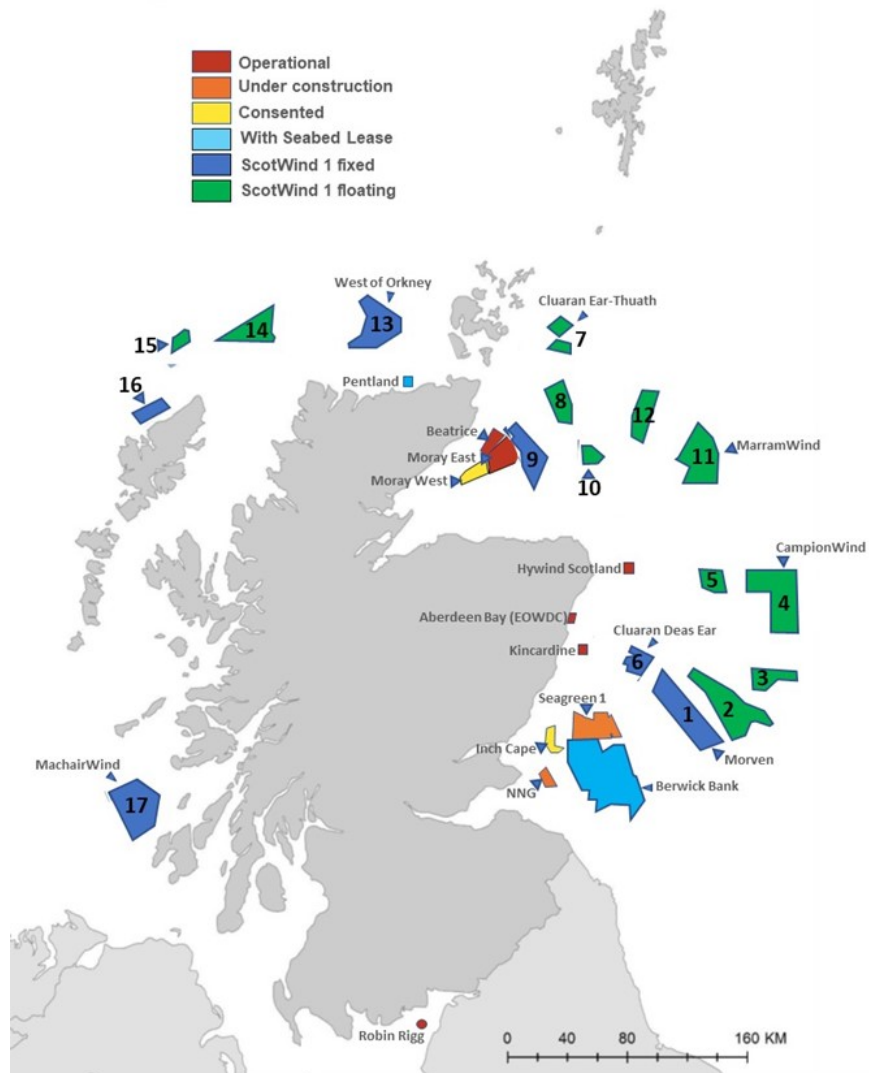 Operational
Under construction
Consented
With Seabed Lease
ScotWind 1 fixed
ScotWind 1 floating
West of Orkney
Cluaran Ear-Thuath
13
14
15
7
16
Pentland
8
12
Beatrice
Moray East
9
11
MarramWind
Moray West
10
CampionWind
Hywind Scotland
5
4
Aberdeen Bay (EOWDC)
Cluaran Deas Ear
Kincardine
6
3
Seagreen 1
1
2
Inch Cape
Morven
MachairWind
Berwick Bank
NNG
17
Robin Rigg
0 40 80 160 KM